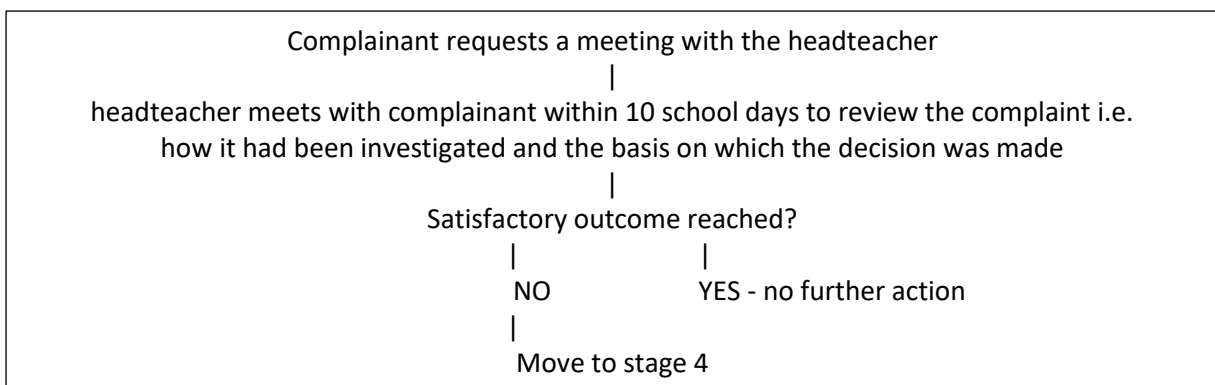 Complainant requests a meeting with the headteacher
|
headteacher meets with complainant within 10 school days to review the complaint i.e.
how it had been investigated and the basis on which the decision was made
|
Satisfactory outcome reached?
| |
NO YES - no further action
|
Move to stage 4